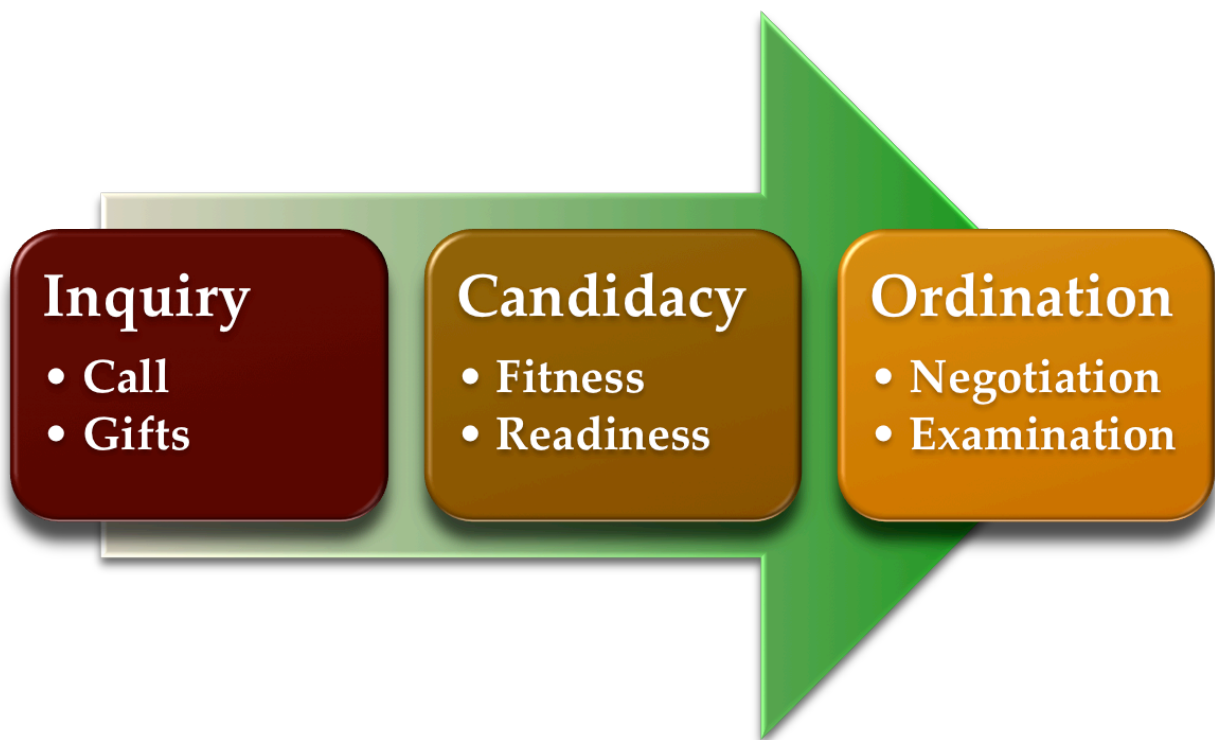 Inquiry
• Call
• Gifts
Candidacy
• Fitness
• Readiness
Ordination
• Negotiation
• Examination